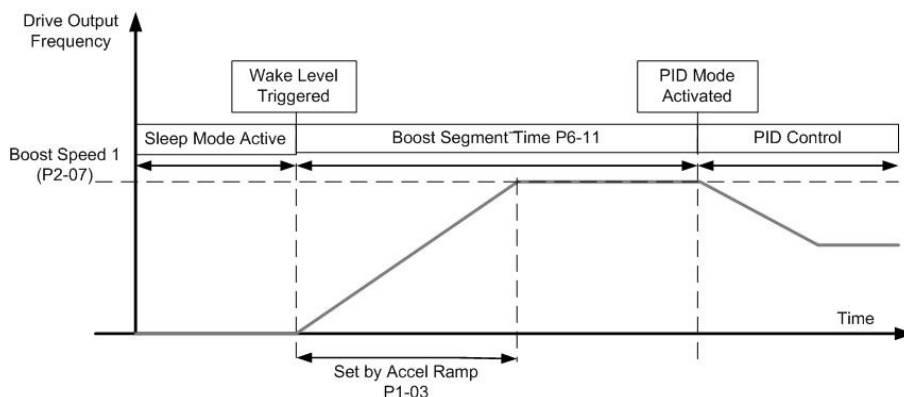 Drive Output
Frequency
Wake Level
Triggered
PID Mode
Activated
Sleep Mode Active
Boost Segment Time P6-11
PID Control
Boost Speed 1
(P2-07)
Time
Set by Accel Ramp
P1-03